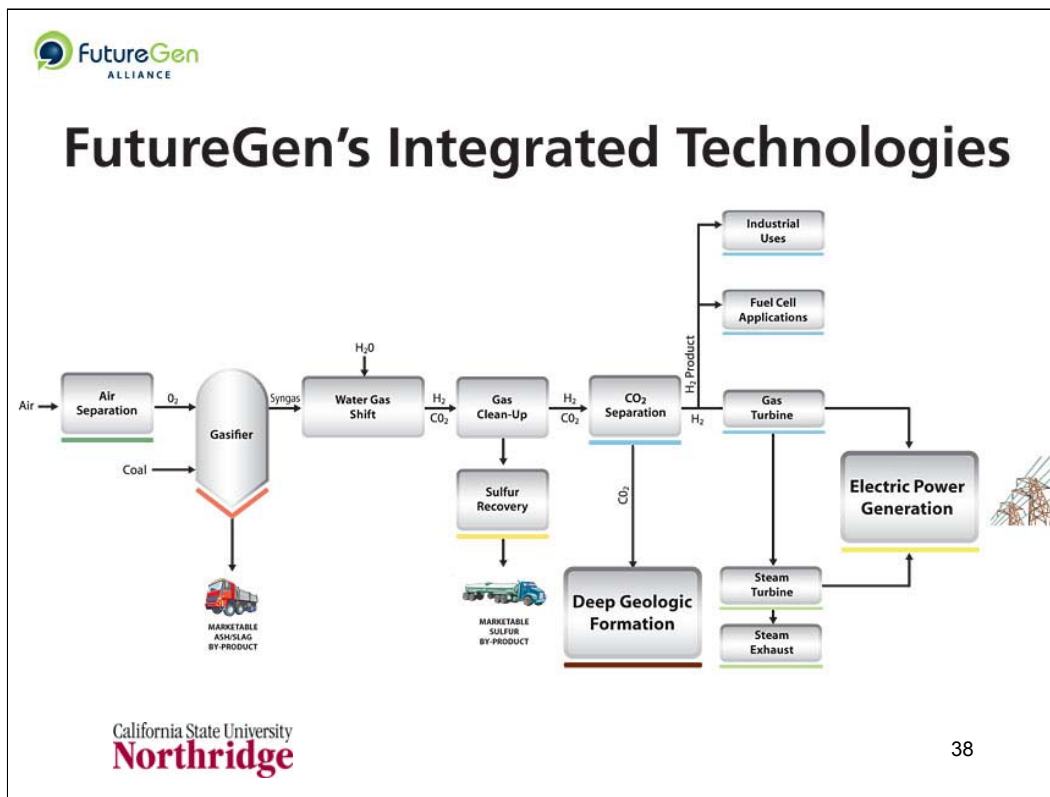 FutureGen
ALLIANCE
FutureGen's Integrated Technologies
Industrial
Uses
Fuel Cell
Applications
H₂ Product
H₂0
Air
Air
Separation
0₂
Coal
Gasifier
Syngas
Water Gas
Shift
H₂
C0₂
Gas
Clean-Up
H₂
C0₂
CO₂
Separation
H₂
Gas
Turbine
Sulfur
Recovery
C0₂
Electric Power
Generation
Deep Geologic
Formation
Steam
Turbine
Steam
Exhaust
MARKETABLE
ASH/SLAG
BY-PRODUCT
MARKETABLE
SULFUR
BY-PRODUCT
California State University
Northridge
38